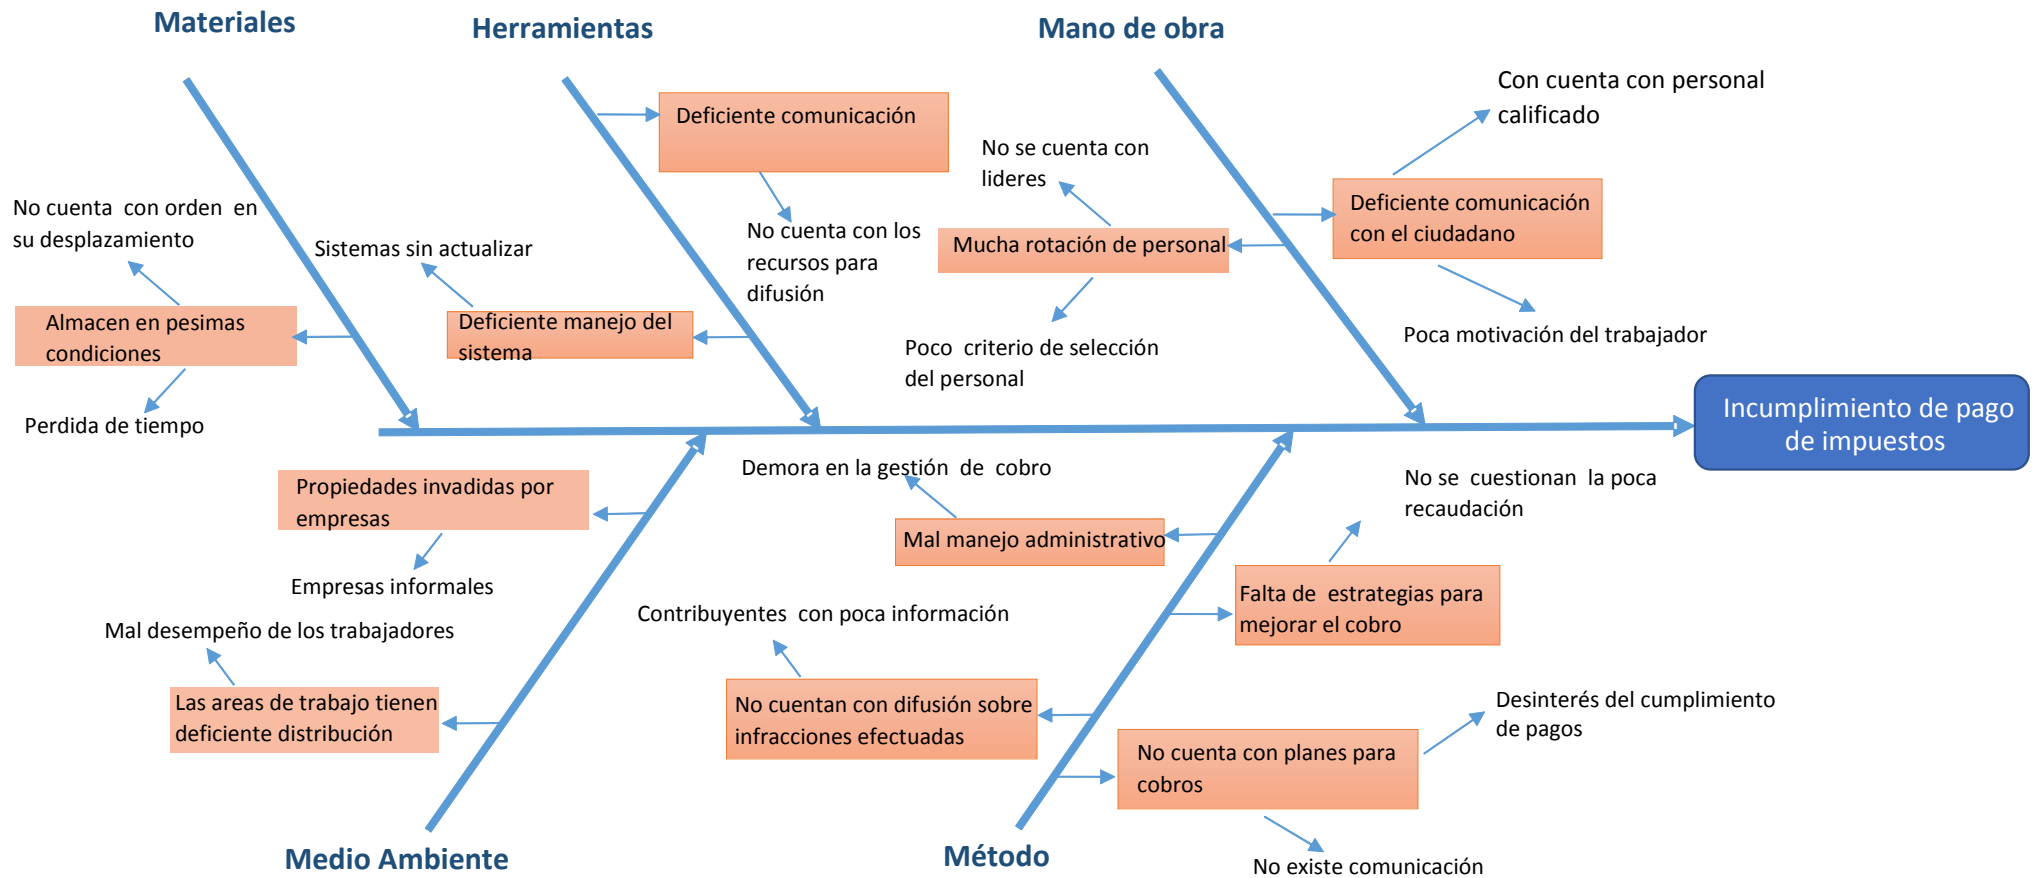 Materiales
Herramientas
Mano de obra
Con cuenta con personal
calificado
Deficiente comunicación
No se cuenta con
lideres
Deficiente comunicación
con el ciudadano
No cuenta con orden en
su desplazamiento
Sistemas sin actualizar
No cuenta con los
recursos para
difusión
Mucha rotación de personal
Almacen en pesimas
condiciones
Deficiente manejo del
sistema
Poco criterio de selección
del personal
Poca motivación del trabajador
Perdida de tiempo
Incumplimiento de pago
de impuestos
Propiedades invadidas por
empresas
Demora en la gestión de cobro
No se cuestionan la poca
recaudación
Mal manejo administrativo
Empresas informales
Contribuyentes con poca información
Falta de estrategias para
mejorar el cobro
Mal desempeño de los trabajadores
Las areas de trabajo tienen
deficiente distribución
No cuentan con difusión sobre
infracciones efectuadas
Desinterés del cumplimiento
de pagos
No cuenta con planes para
cobros
Medio Ambiente
Método
No existe comunicación